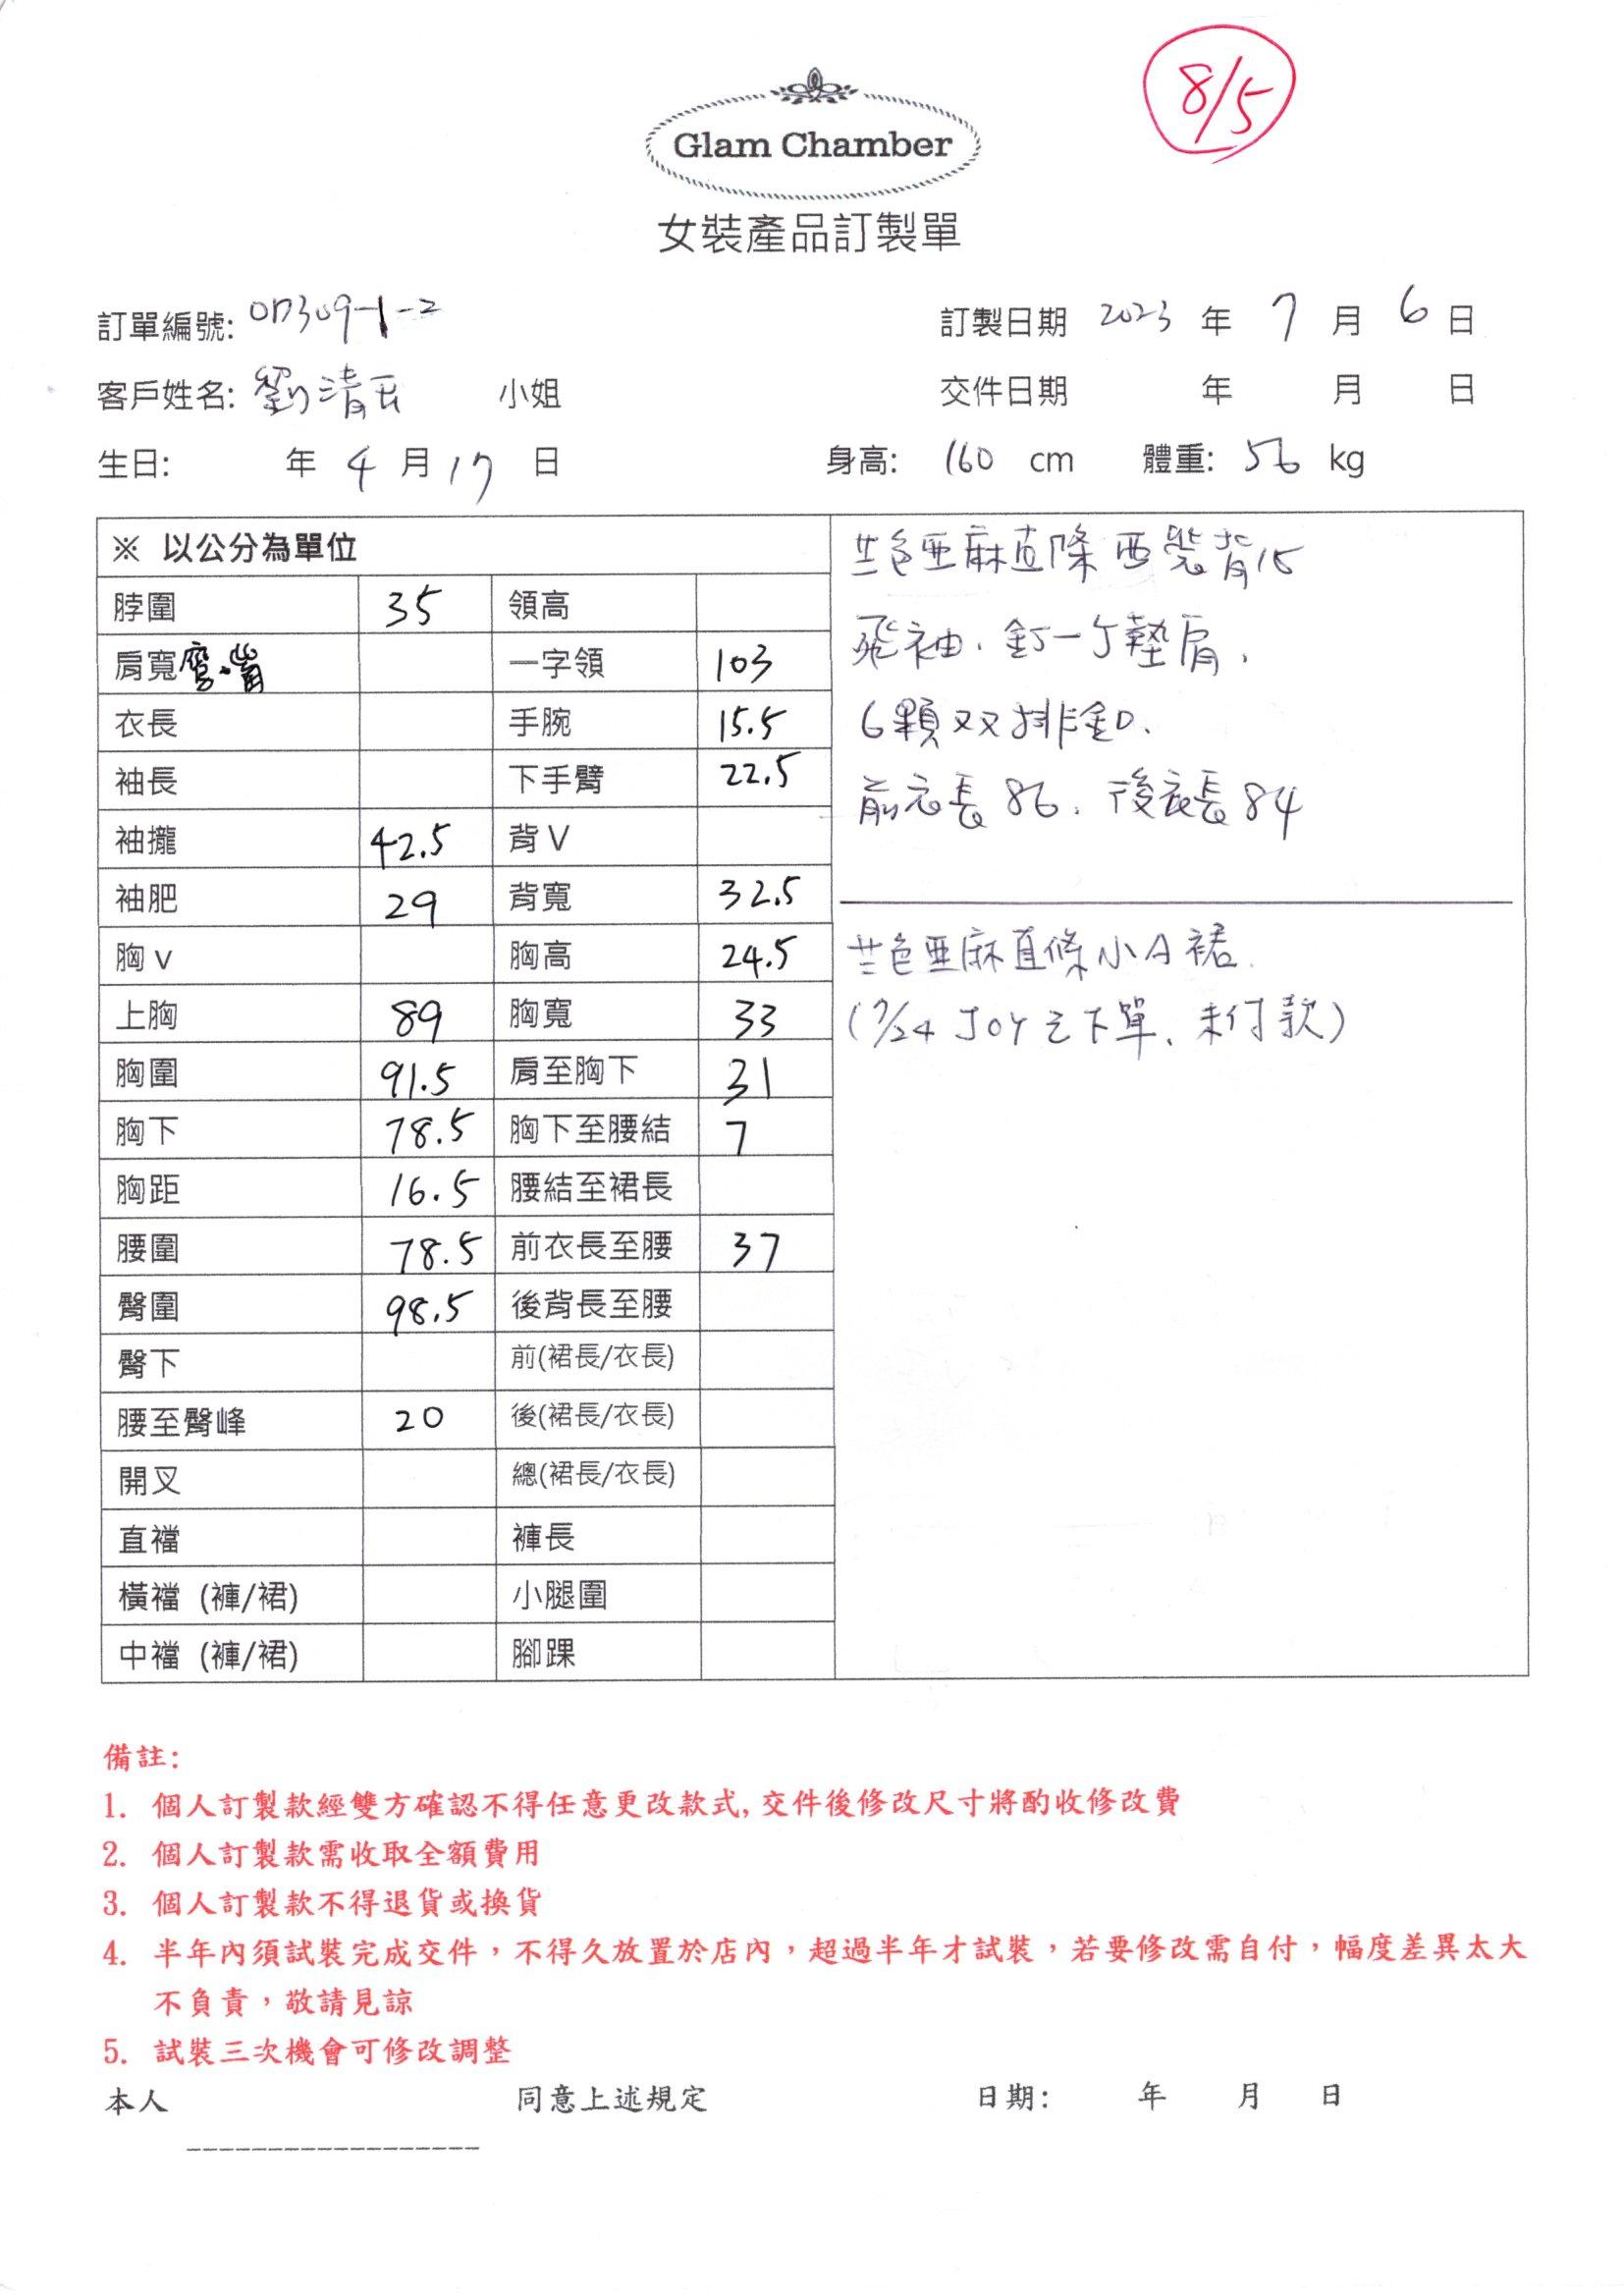 8/5
Glam Chamber
女裝產品訂製單
訂單編號: 0D309-1-2 訂製日期 2023 年 7 月 6 日
客戶姓名: 劉清 小姐 交件日期 年 月 日
生日: 年 4 月 17 日 身高: 160 cm 體重: 56 kg
※ 以公分為單位
脖圍 35 領高
肩寬 一字領 103
衣長 手腕 15.5
袖長 下手臂 22.5
袖攏 42.5 背V
袖肥 29 背寬 32.5
胸v 胸高 24.5
上胸 89 胸寬 33
胸圍 91.5 肩至胸下 31
胸下 78.5 胸下至腰結 7
胸距 16.5 腰結至裙長
腰圍 78.5 前衣長至腰 37
臀圍 98.5 後背長至腰
臀下 前(裙長/衣長)
腰至臀峰 20 後(裙長/衣長)
開叉 總(裙長/衣長)
直襠 褲長
橫襠 (褲/裙) 小腿圍
中襠 (褲/裙) 腳踝
色亜麻直條西裝背心
飛袖、釘一丁墊肩、
6顆双排釦、
前衣長86、後衣長84
色亜麻直條小A裙
(7/24 JOY 已下單、未付款)
備註:
1. 個人訂製款經雙方確認不得任意更改款式, 交件後修改尺寸將酌收修改費
2. 個人訂製款需收取全額費用
3. 個人訂製款不得退貨或換貨
4. 半年內須試裝完成交件，不得久放置於店內，超過半年才試裝，若要修改需自付，幅度差異太大
不負責，敬請見諒
5. 試裝三次機會可修改調整
本人 同意上述規定 日期: 年 月 日